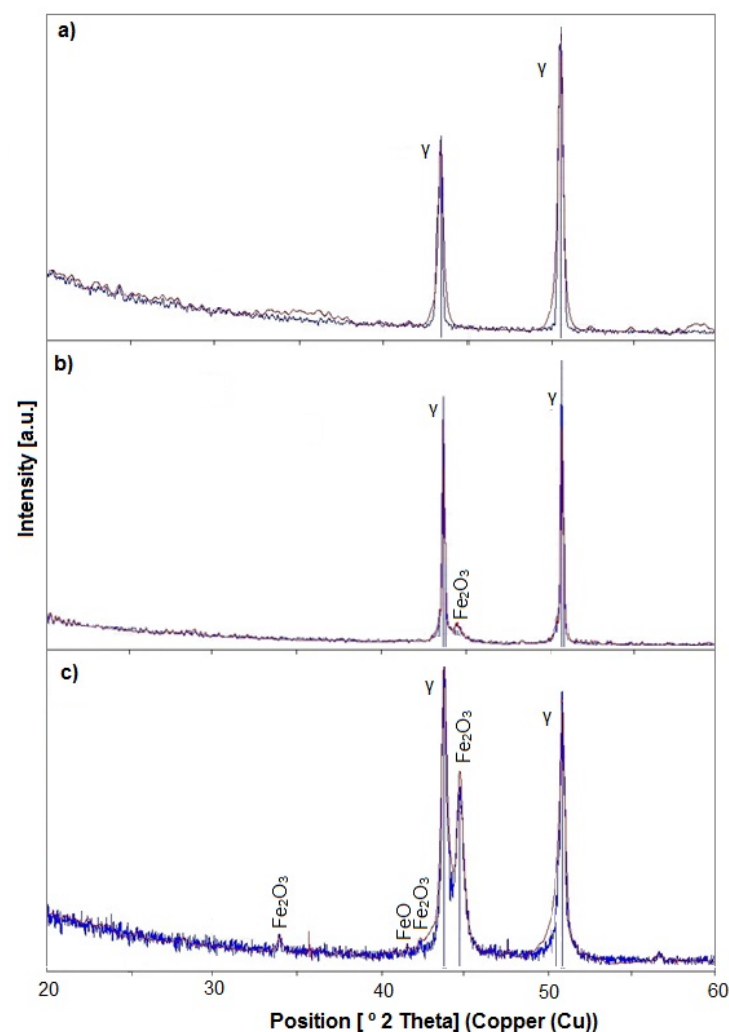 a)
γ
γ
b)
γ
Fe₂O₃
γ
c)
γ
Fe₂O₃
γ
Fe₂O₃
FeO
Fe₂O₃
Intensity [a.u.]
20
30
40
50
60
Position [ º 2 Theta] (Copper (Cu))